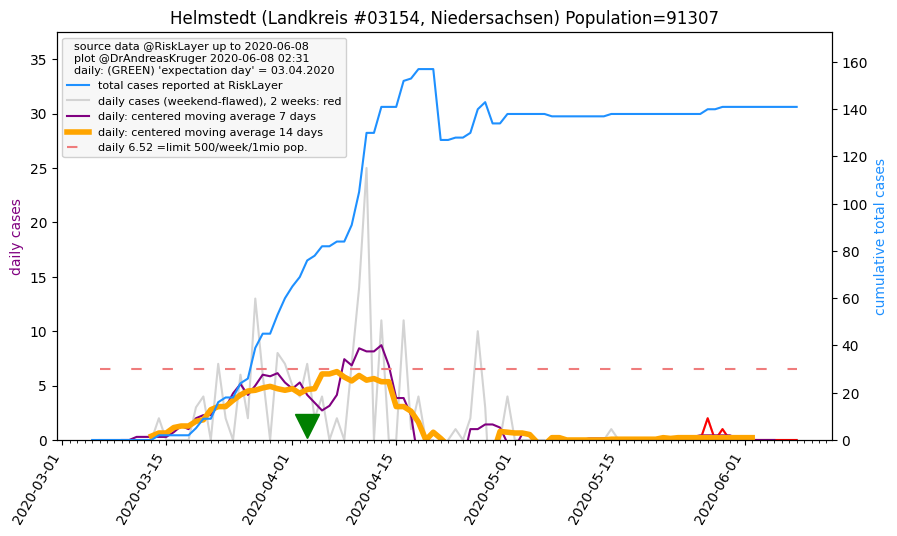 Helmstedt (Landkreis #03154, Niedersachsen) Population=91307
source data @RiskLayer up to 2020-06-08
plot @DrAndreasKruger 2020-06-08 02:31
daily: (GREEN) 'expectation day' = 03.04.2020
total cases reported at RiskLayer
daily cases (weekend-flawed), 2 weeks: red
daily: centered moving average 7 days
daily: centered moving average 14 days
daily 6.52 =limit 500/week/1mio pop.
daily cases
35
30
25
20
15
10
5
0
160
140
120
100
80
60
40
20
0
cumulative total cases
2020-03-01
2020-03-15
2020-04-01
2020-04-15
2020-05-01
2020-05-15
2020-06-01